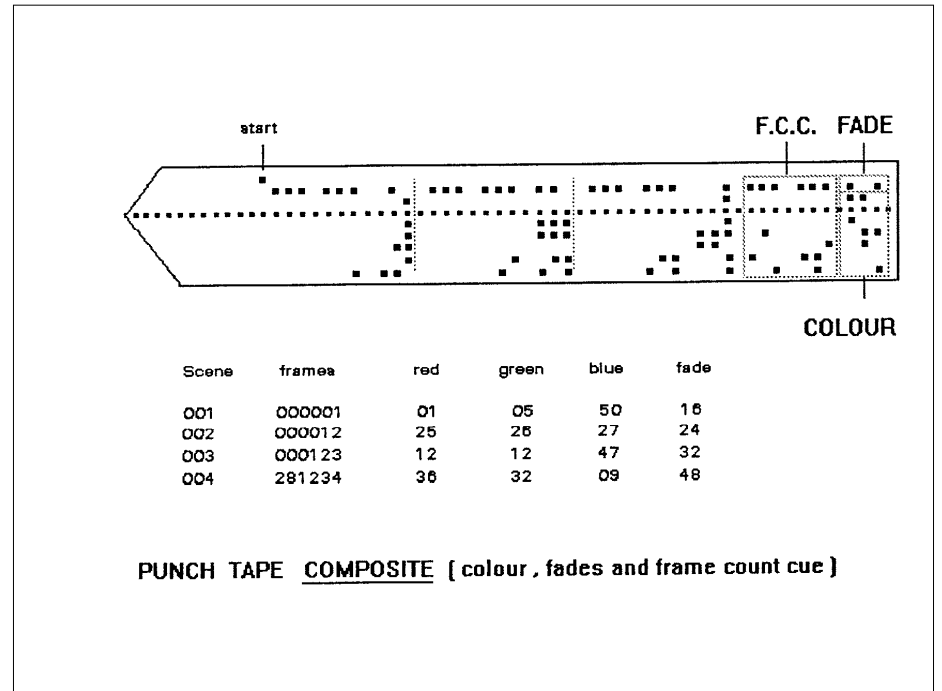 start F.C.C. FADE
COLOUR
Scene frames red green blue fade
001 000001 01 05 50 16
002 000012 25 26 27 24
003 000123 12 12 47 32
004 281234 36 32 09 48
PUNCH TAPE COMPOSITE ( colour , fades and frame count cue )